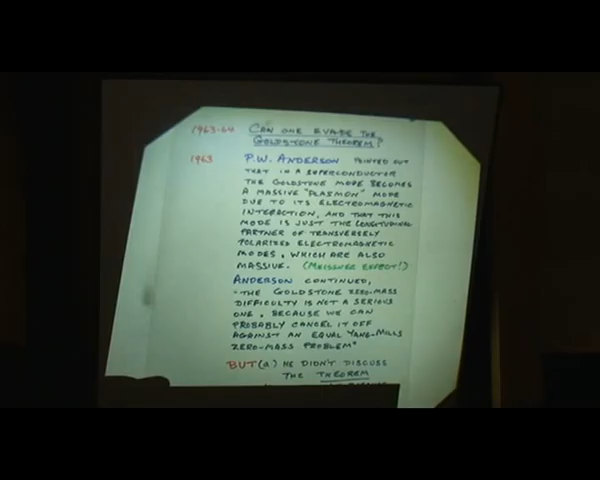 1963-64 CAN ONE EVADE THE
GOLDSTONE THEOREM?
1963 P.W. ANDERSON POINTED OUT
THAT IN A SUPERCONDUCTOR
THE GOLDSTONE MODE BECOMES
A MASSIVE "PLASMON" MODE
DUE TO ITS ELECTROMAGNETIC
INTERACTION, AND THAT THIS
MODE IS JUST THE LONGITUDINAL
PARTNER OF TRANSVERSELY
POLARIZED ELECTROMAGNETIC
MODES, WHICH ARE ALSO
MASSIVE. (MEISSNER EFFECT!)
ANDERSON CONTINUED,
"THE GOLDSTONE ZERO-MASS
DIFFICULTY IS NOT A SERIOUS
ONE, BECAUSE WE CAN
PROBABLY CANCEL IT OFF
AGAINST AN EQUAL YANG-MILLS
ZERO-MASS PROBLEM"
BUT (a) HE DIDN'T DISCUSS
THE THEOREM